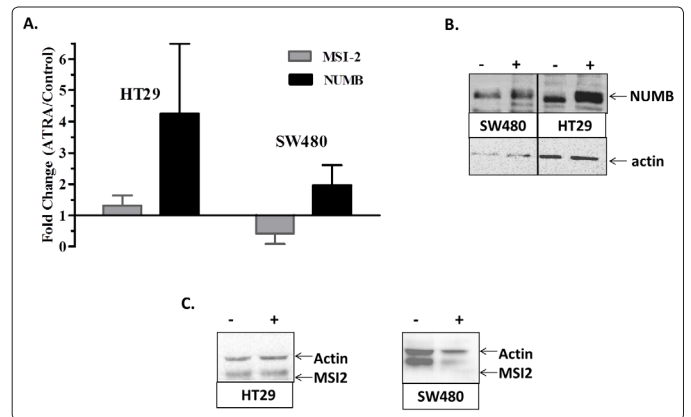 A.
Fold Change (ATRA/Control)
7
6
5
4
3
2
1
0
HT29
SW480
MSI-2
NUMB
B.
- + - +
NUMB
SW480 HT29
actin
C.
- +
Actin
MSI2
HT29
- +
Actin
MSI2
SW480